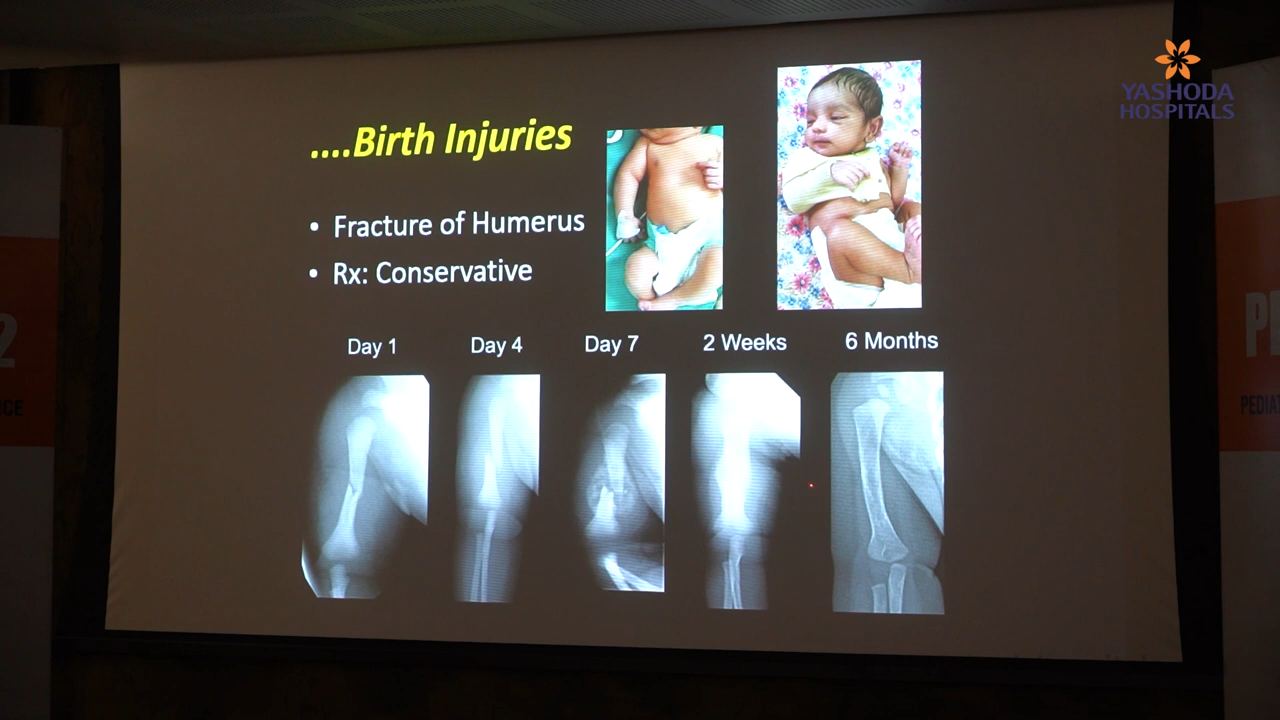 YASHODA
HOSPITALS
....Birth Injuries
• Fracture of Humerus
• Rx: Conservative
Day 1
Day 4
Day 7
2 Weeks
6 Months
2